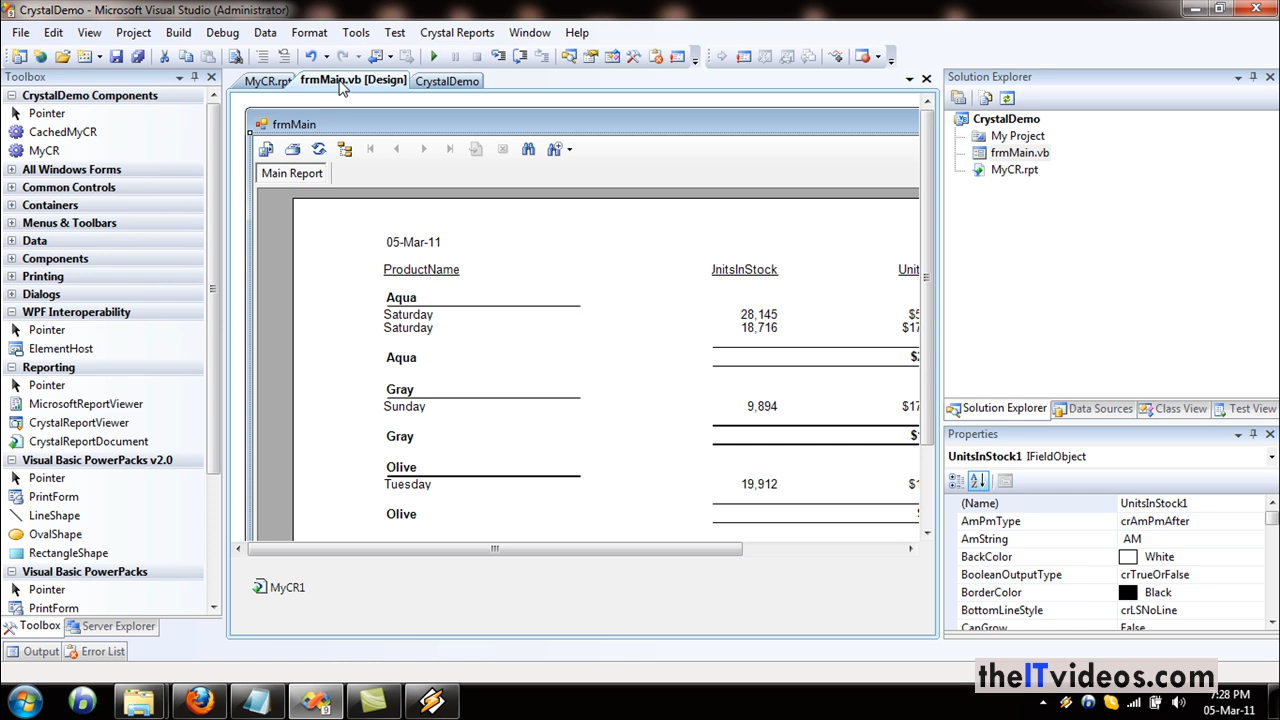 CrystalDemo - Microsoft Visual Studio (Administrator)
File Edit View Project Build Debug Data Format Tools Test Crystal Reports Window Help
Toolbox
CrystalDemo Components
Pointer
CachedMyCR
MyCR
All Windows Forms
Common Controls
Containers
Menus & Toolbars
Data
Components
Printing
Dialogs
WPF Interoperability
Pointer
ElementHost
Reporting
Pointer
MicrosoftReportViewer
CrystalReportViewer
CrystalReportDocument
Visual Basic PowerPacks v2.0
Pointer
PrintForm
LineShape
OvalShape
RectangleShape
Visual Basic PowerPacks
Pointer
PrintForm
Toolbox Server Explorer
Output Error List
MyCR.rpt frmMain.vb [Design] CrystalDemo
frmMain
Main Report
05-Mar-11
ProductName JnitsInStock Unit
Aqua
Saturday 28,145 $5
Saturday 18,716 $17
Aqua $2
Gray
Sunday 9,894 $17
Gray $1
Olive
Tuesday 19,912 $1
Olive
MyCR1
Solution Explorer
CrystalDemo
My Project
frmMain.vb
MyCR.rpt
Solution Explorer Data Sources Class View Test View
Properties
UnitsInStock1 IFieldObject
(Name) UnitsInStock1
AmPmType crAmPmAfter
AmString AM
BackColor White
BooleanOutputType crTrueOrFalse
BorderColor Black
BottomLineStyle crLSNoLine
CanGrow False
theITvideos.com
7:28 PM
05-Mar-11